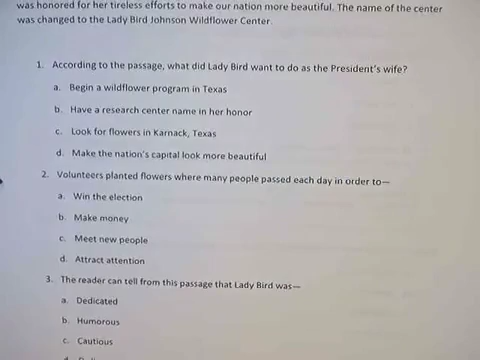 was honored for her tireless efforts to make our nation more beautiful. The name of the center
was changed to the Lady Bird Johnson Wildflower Center.
1. According to the passage, what did Lady Bird want to do as the President's wife?
a. Begin a wildflower program in Texas
b. Have a research center name in her honor
c. Look for flowers in Karnack, Texas
d. Make the nation's capital look more beautiful
2. Volunteers planted flowers where many people passed each day in order to—
a. Win the election
b. Make money
c. Meet new people
d. Attract attention
3. The reader can tell from this passage that Lady Bird was—
a. Dedicated
b. Humorous
c. Cautious